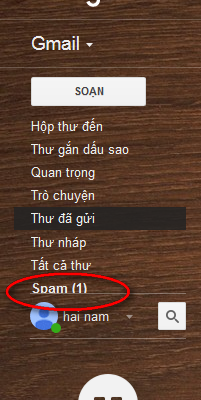 Gmail
SOẠN
Hộp thư đến
Thư gắn dấu sao
Quan trọng
Trò chuyện
Thư đã gửi
Thư nháp
Tất cả thư
Spam (1)
hai nam